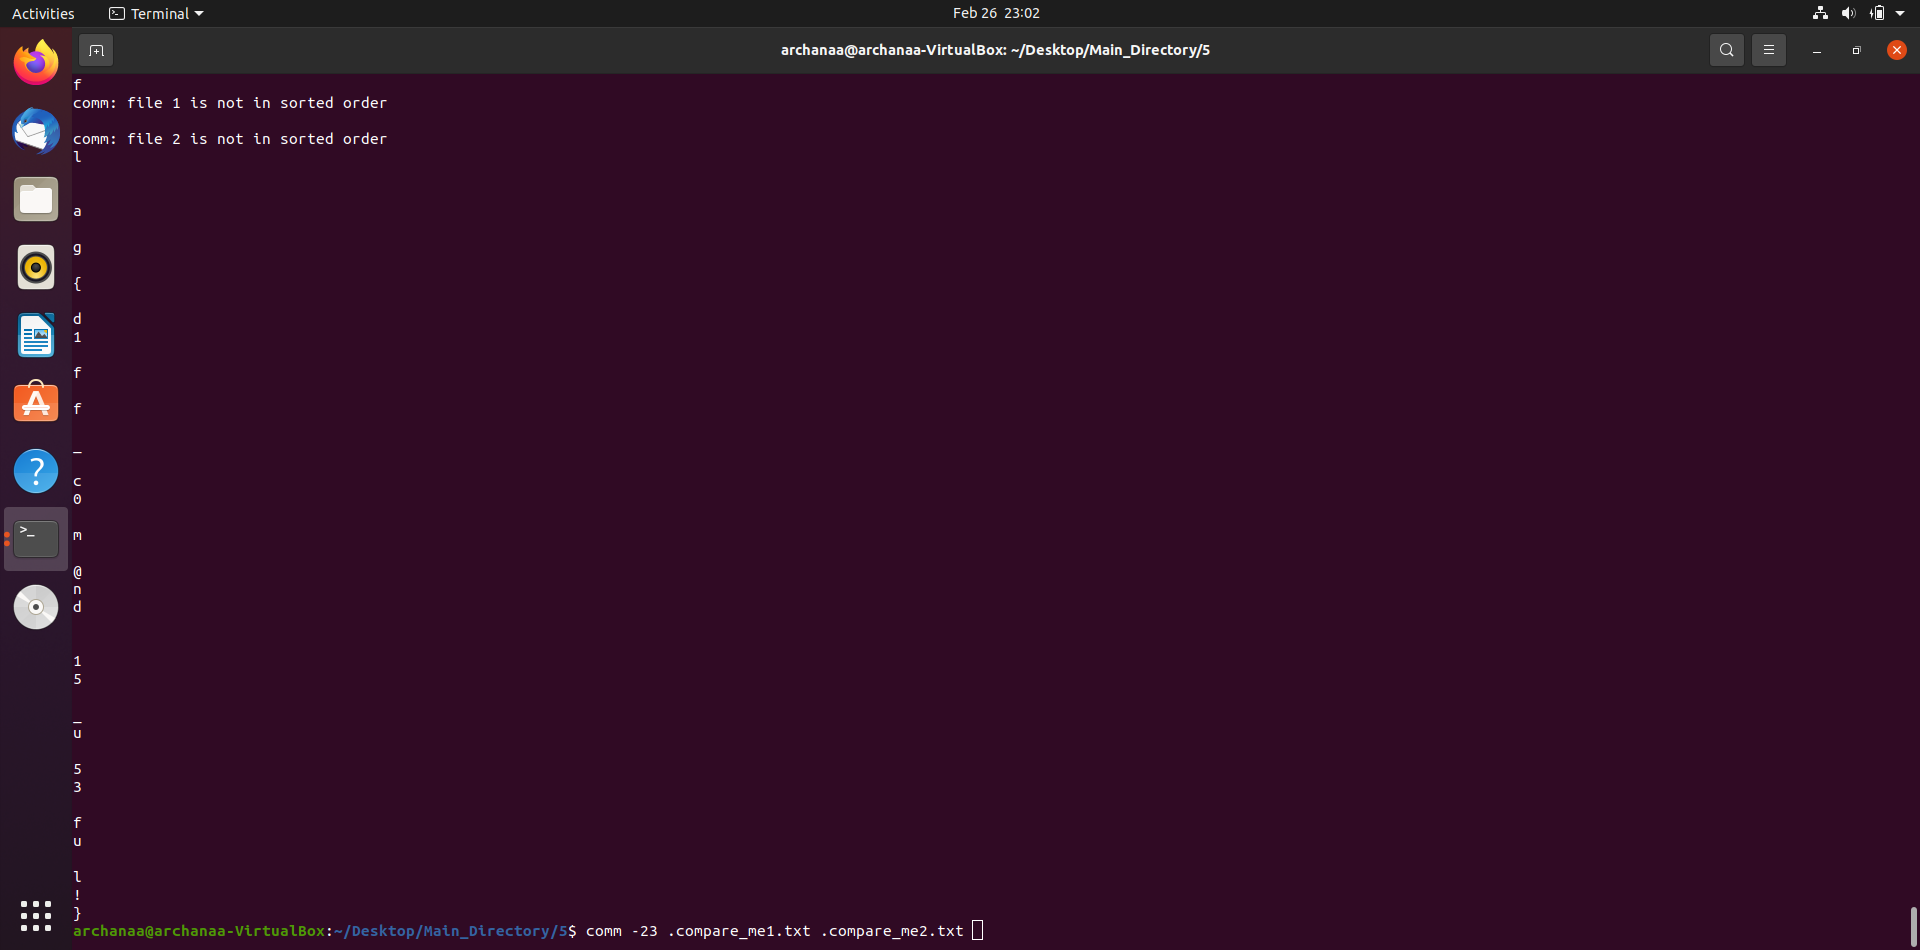 Activities
Terminal
Feb 26 23:02
archanaa@archanaa-VirtualBox: ~/Desktop/Main_Directory/5
f
comm: file 1 is not in sorted order
comm: file 2 is not in sorted order
l
a
g
{
d
1
f
f
_
c
0
m
@
n
d
1
5
_
u
5
3
f
u
l
!
}
archanaa@archanaa-VirtualBox:~/Desktop/Main_Directory/5$ comm -23 .compare_me1.txt .compare_me2.txt